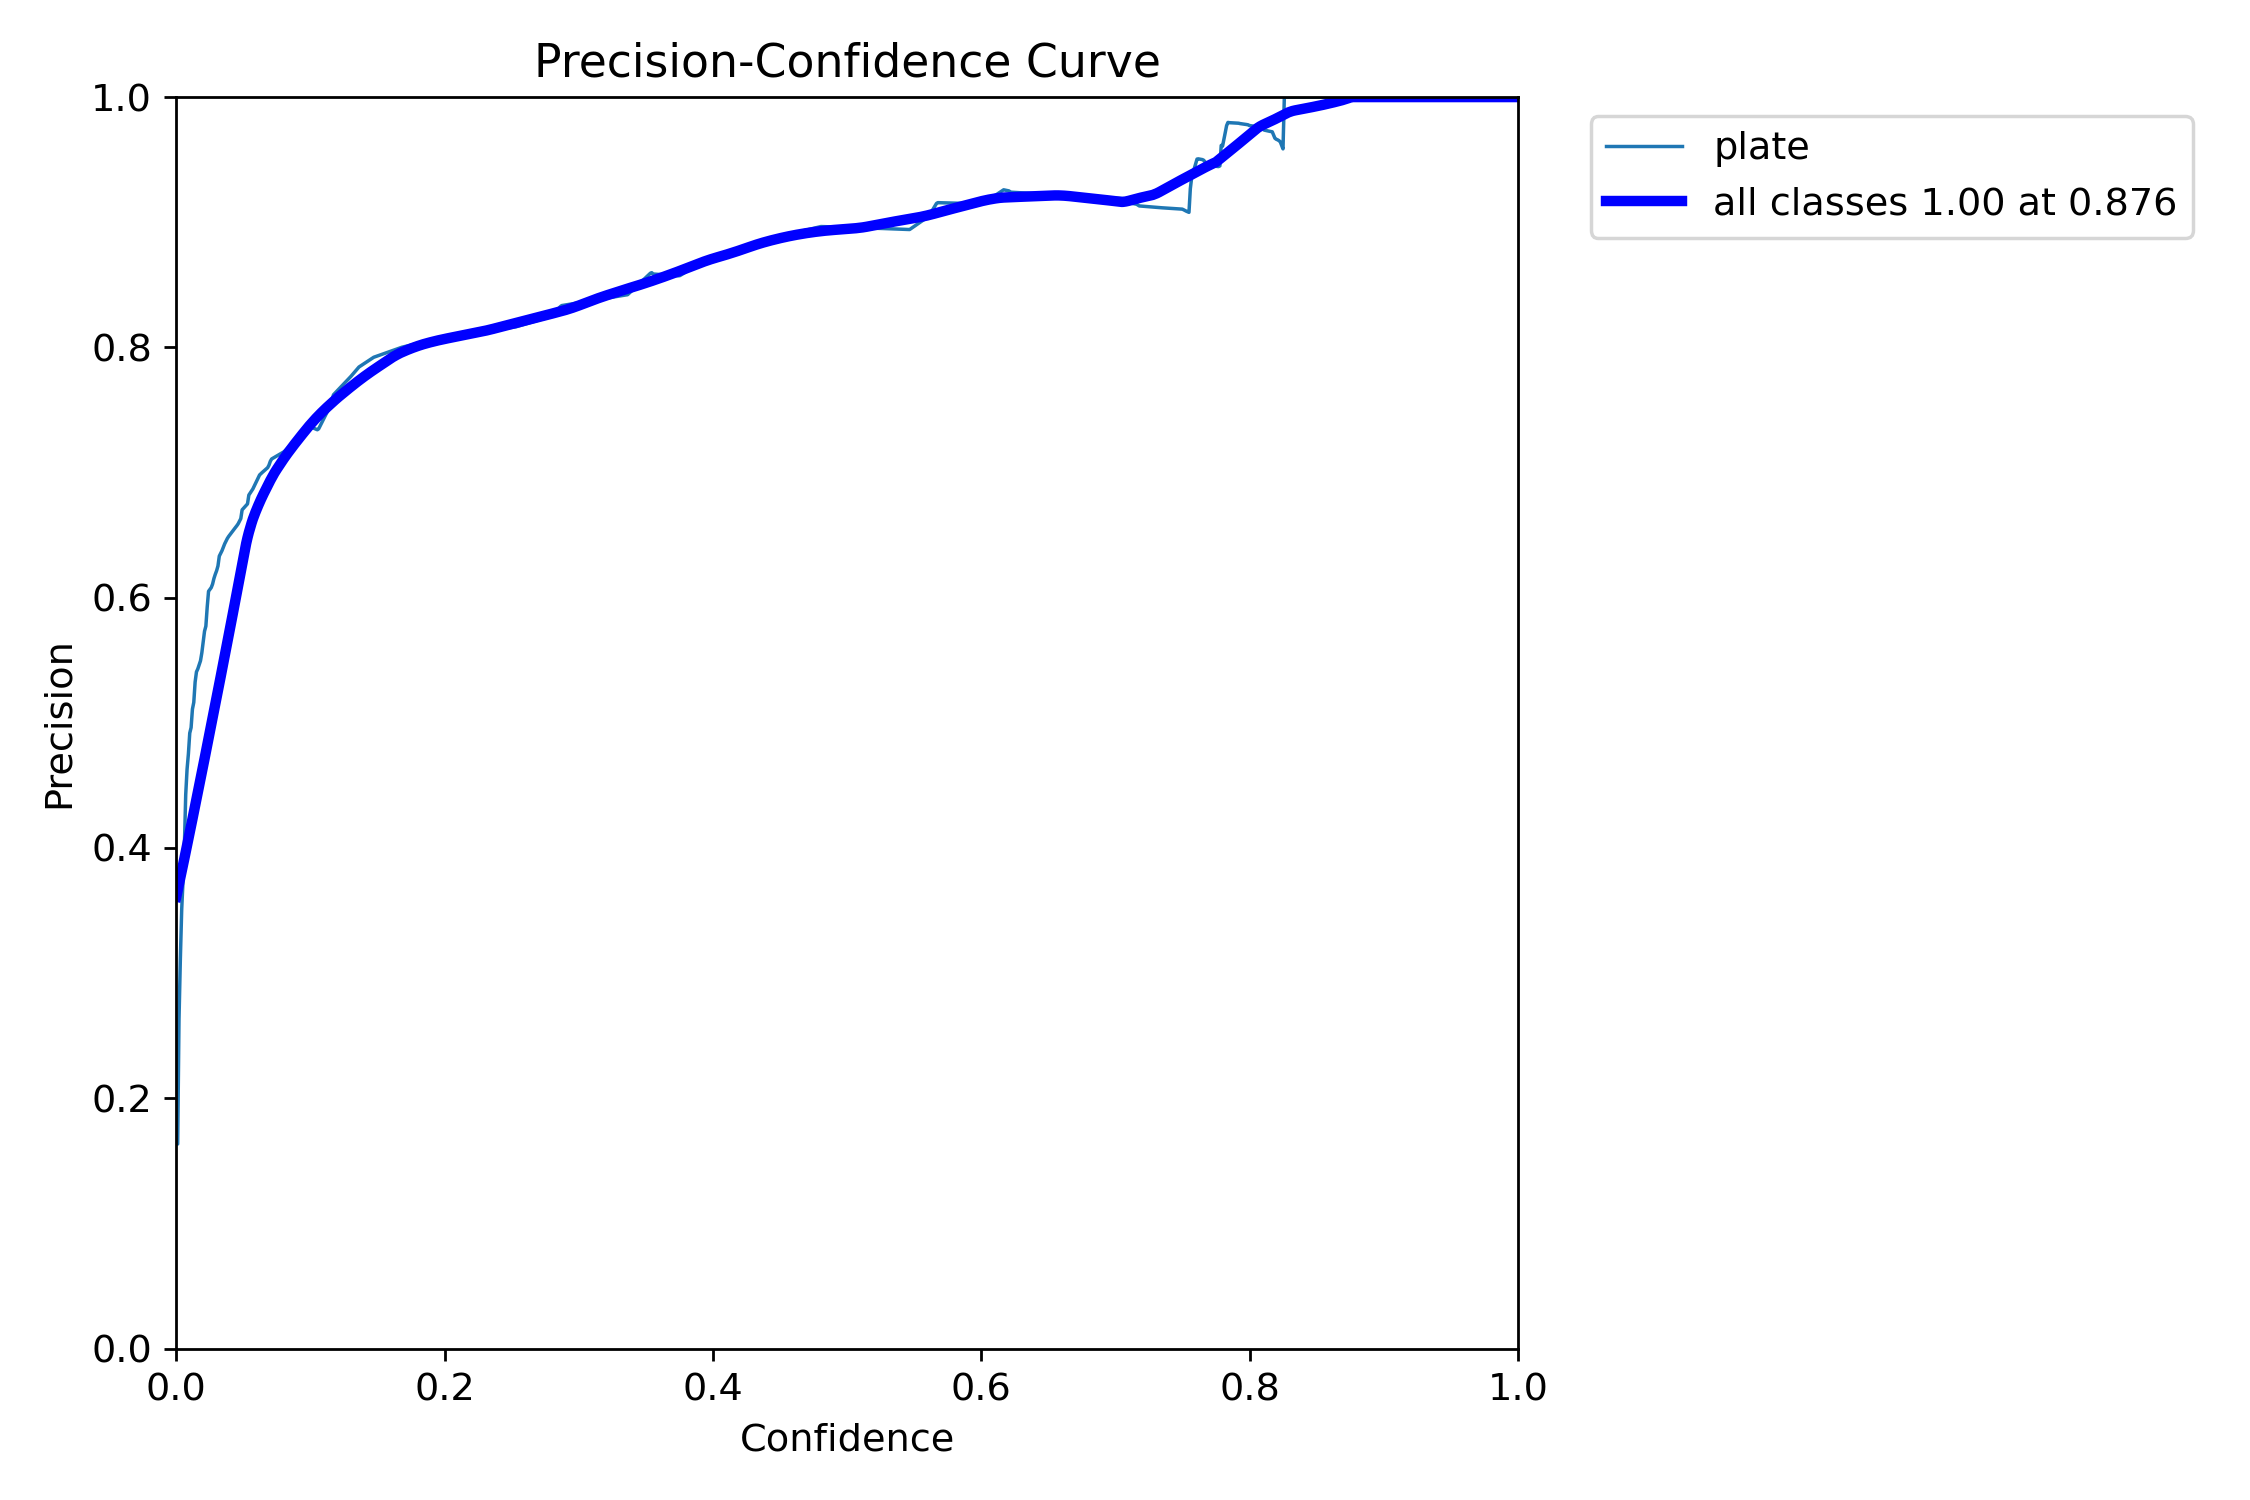 Precision-Confidence Curve
1.0
0.8
0.6
0.4
0.2
0.0
Precision
0.0 0.2 0.4 0.6 0.8 1.0
Confidence
plate
all classes 1.00 at 0.876